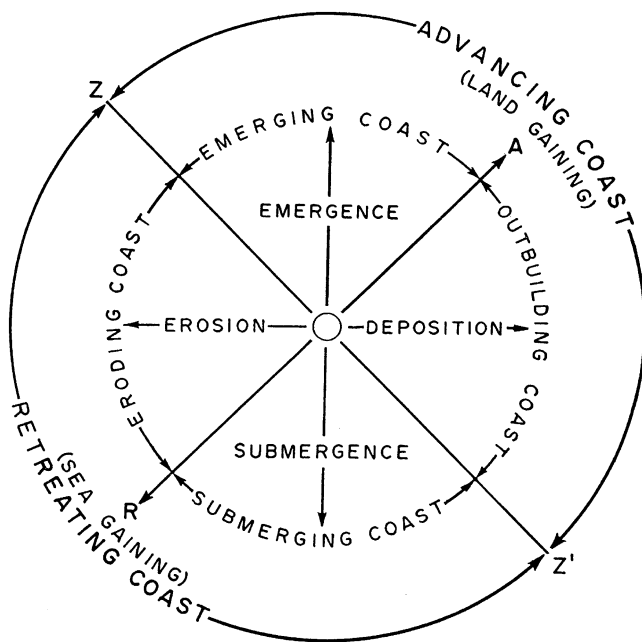 ADVANCING COAST
(LAND GAINING)
Z
EMERGING COAST
A
EMERGENCE
OUTBUILDING COAST
ERODING COAST
EROSION
DEPOSITION
SUBMERGENCE
R
SUBMERGING COAST
(SEA GAINING)
RETREATING COAST
Z'